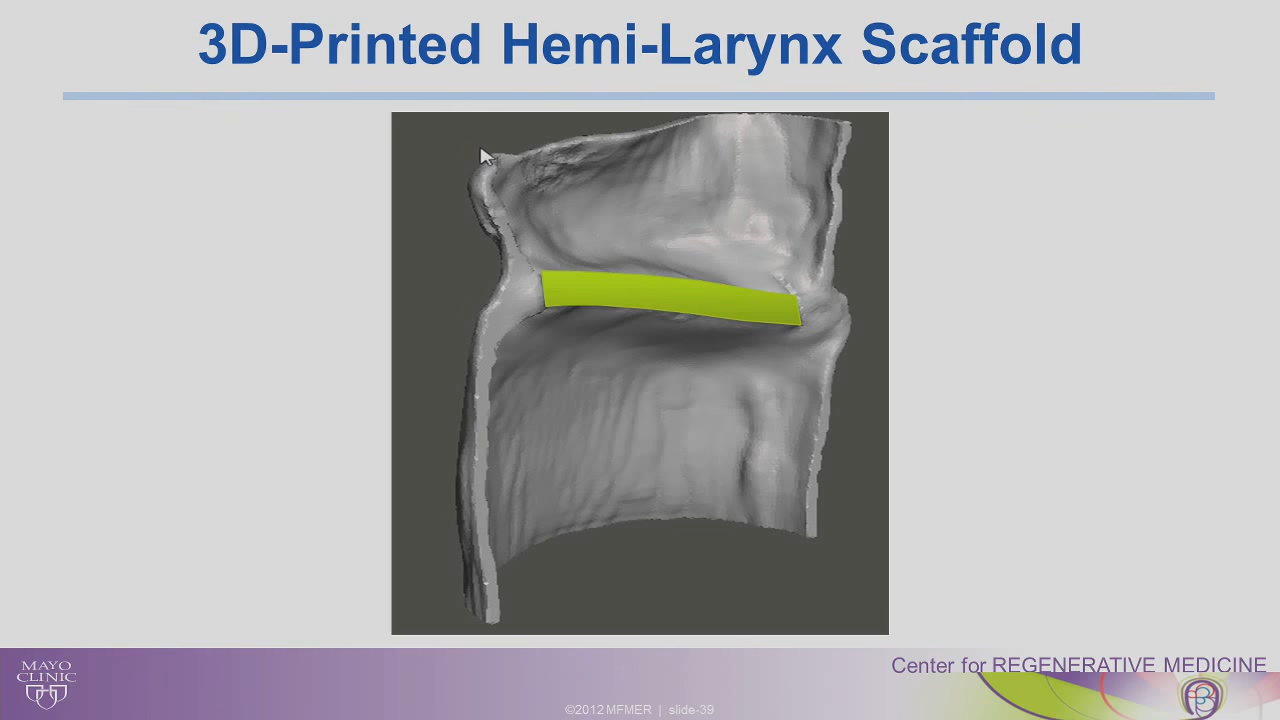 3D-Printed Hemi-Larynx Scaffold
MAYO
CLINIC
Center for REGENERATIVE MEDICINE
©2012 MFMER | slide-39